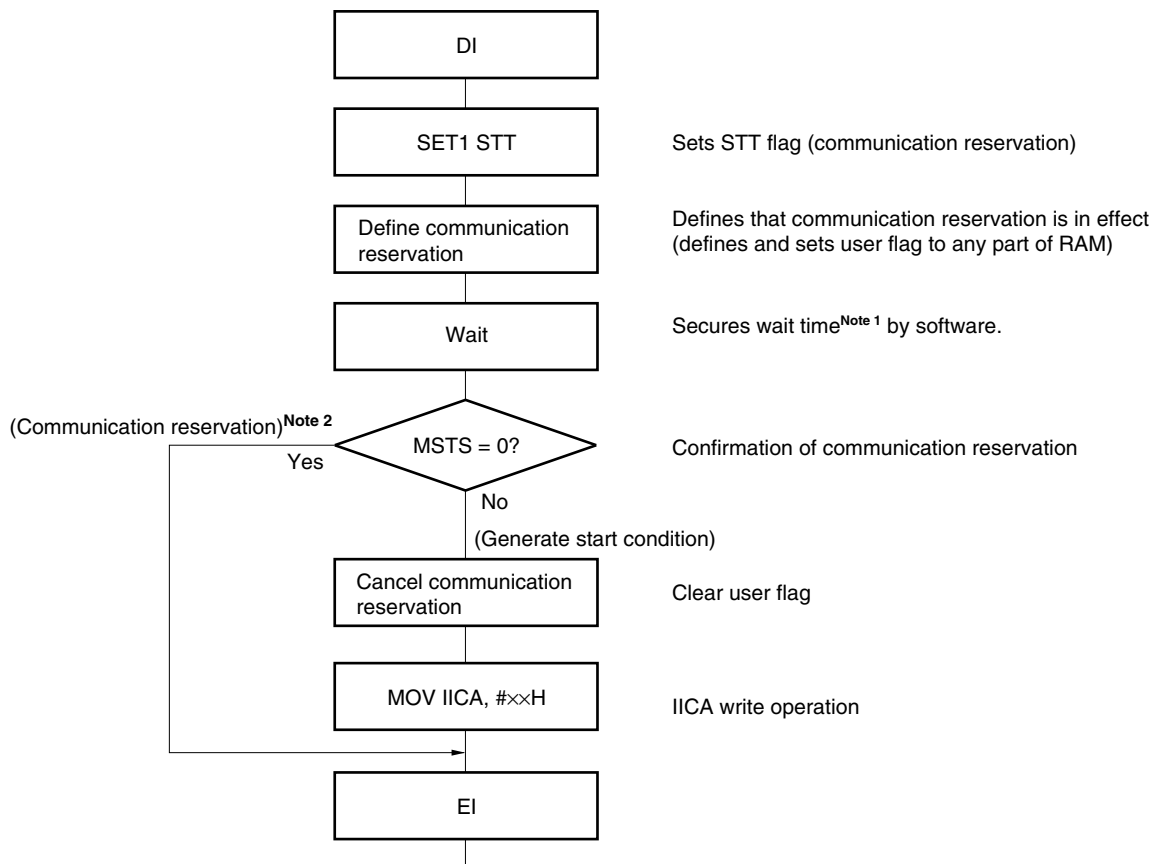 DI
SET1 STT
Sets STT flag (communication reservation)
Define communication
reservation
Defines that communication reservation is in effect
(defines and sets user flag to any part of RAM)
Wait
Secures wait timeNote 1 by software.
(Communication reservation)Note 2
MSTS = 0?
Confirmation of communication reservation
Yes
No
(Generate start condition)
Cancel communication
reservation
Clear user flag
MOV IICA, #××H
IICA write operation
EI